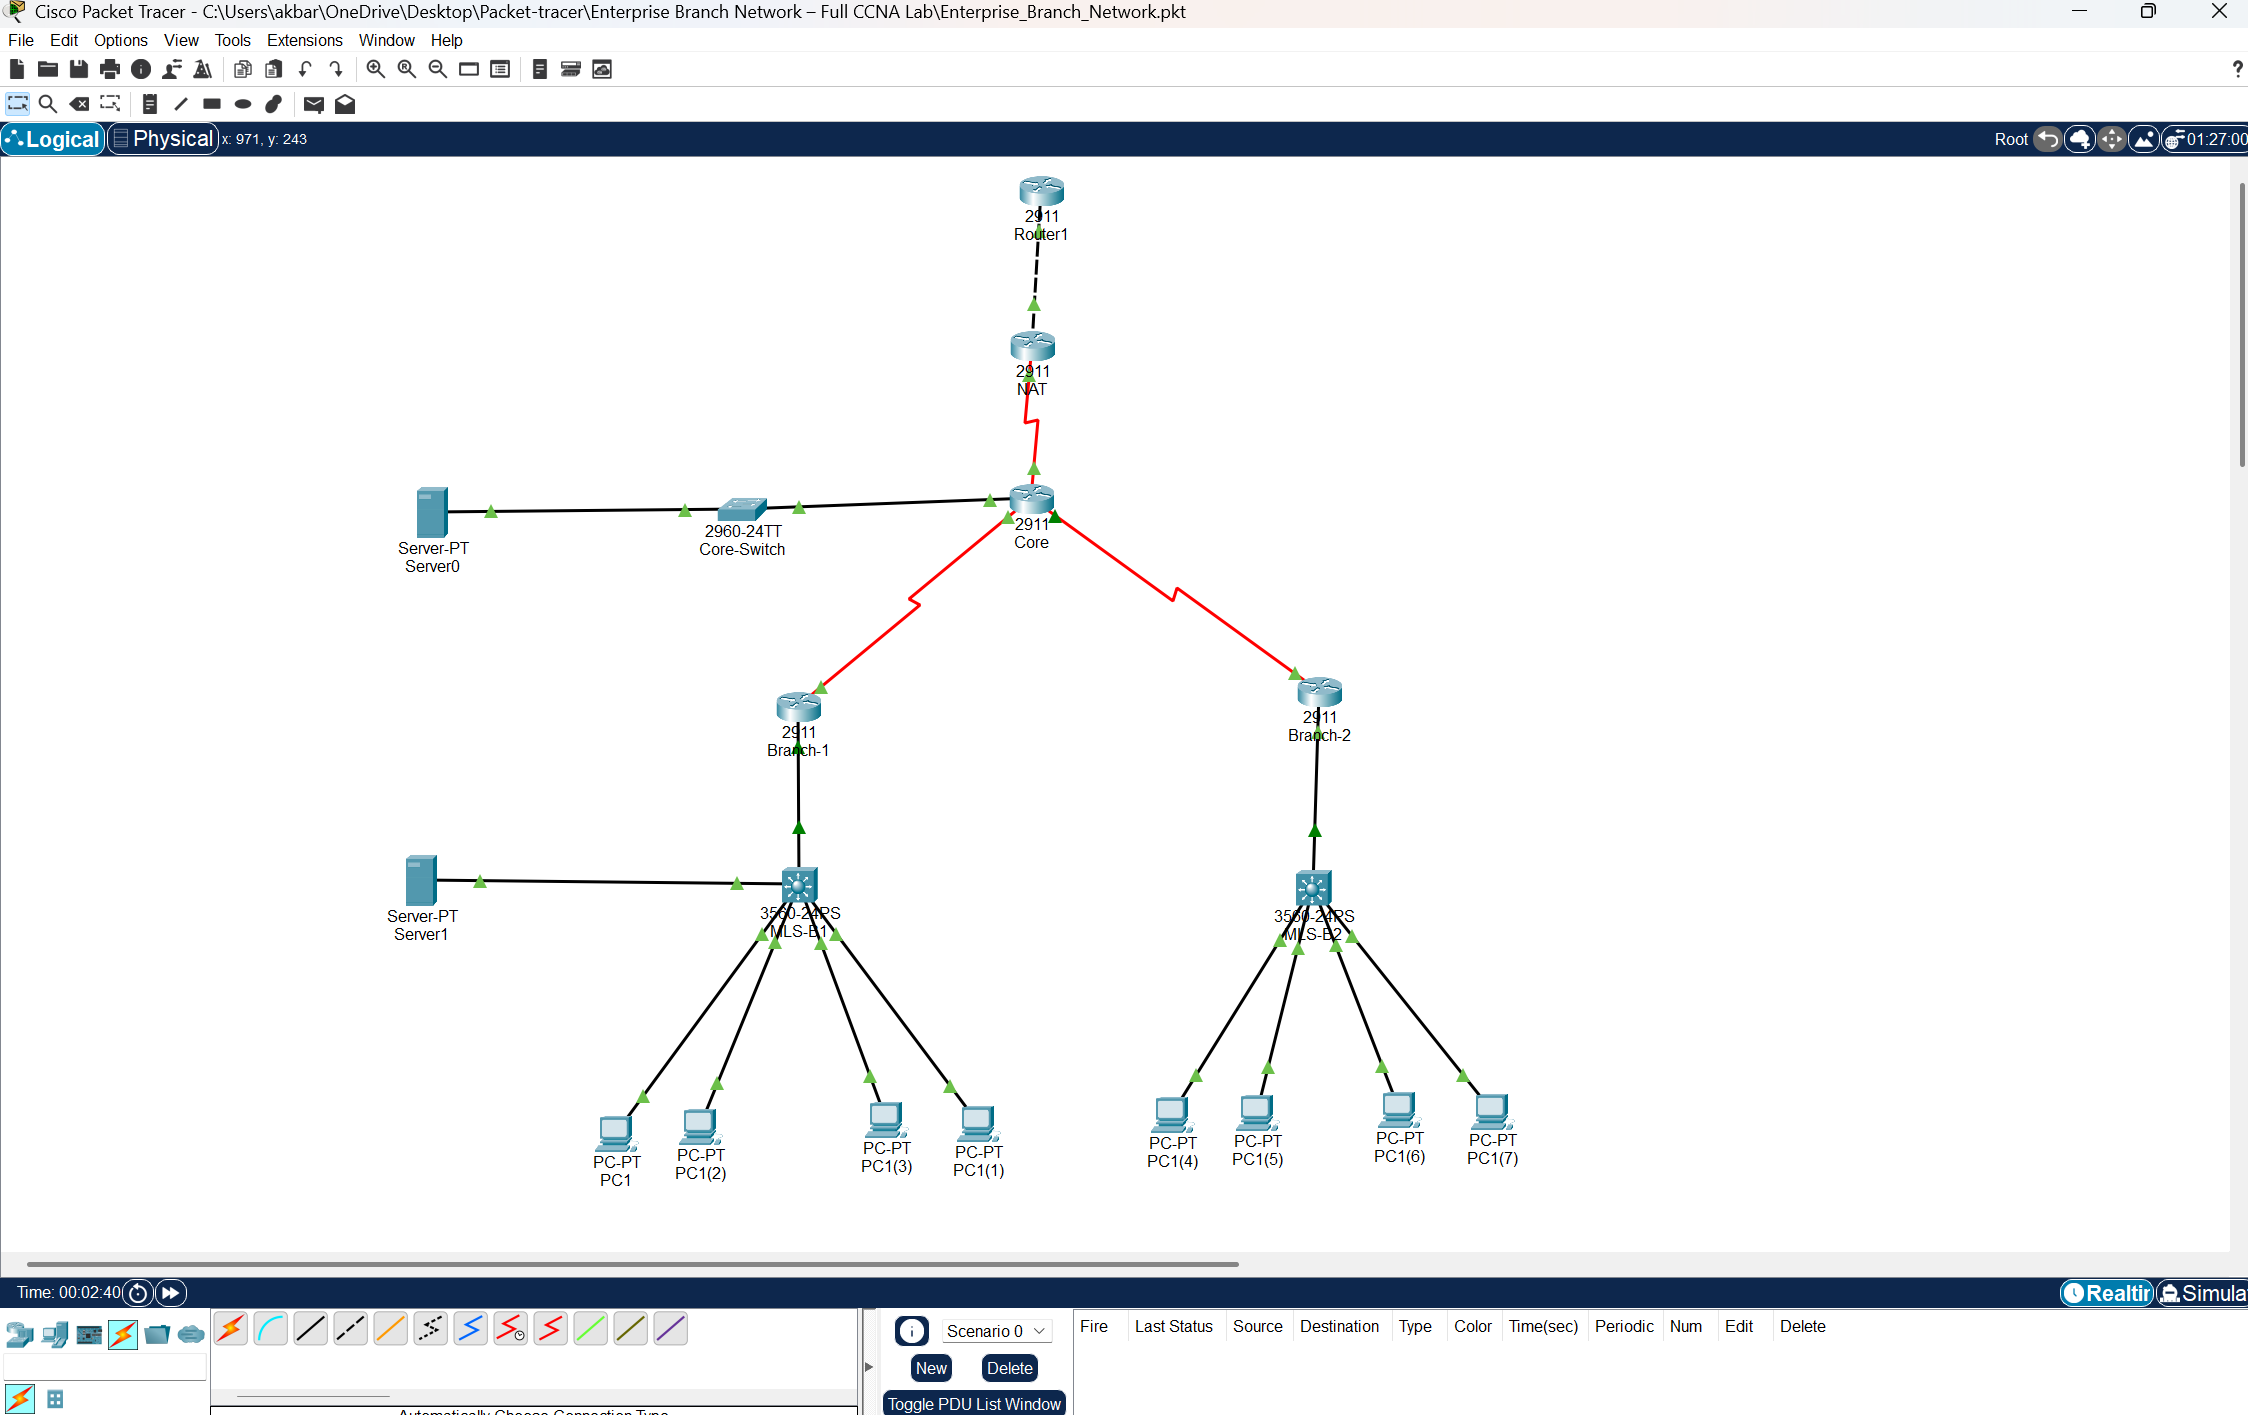 Cisco Packet Tracer - C:\Users\akbar\OneDrive\Desktop\Packet-tracer\Enterprise Branch Network – Full CCNA Lab\Enterprise_Branch_Network.pkt
File Edit Options View Tools Extensions Window Help
?
Logical Physical x: 971, y: 243 Root 01:27:00
2911
Router1
2911
NAT
2911
Core
2960-24TT
Core-Switch
Server-PT
Server0
2911
Branch-1
2911
Branch-2
Server-PT
Server1
3560-24PS
MLS-B1
3560-24PS
MLS-B2
PC-PT
PC1
PC-PT
PC1(2)
PC-PT
PC1(3)
PC-PT
PC1(1)
PC-PT
PC1(4)
PC-PT
PC1(5)
PC-PT
PC1(6)
PC-PT
PC1(7)
Time: 00:02:40 Realtir Simula
Scenario 0
New Delete
Toggle PDU List Window
Fire Last Status Source Destination Type Color Time(sec) Periodic Num Edit Delete
Automatically Choose Connection Type